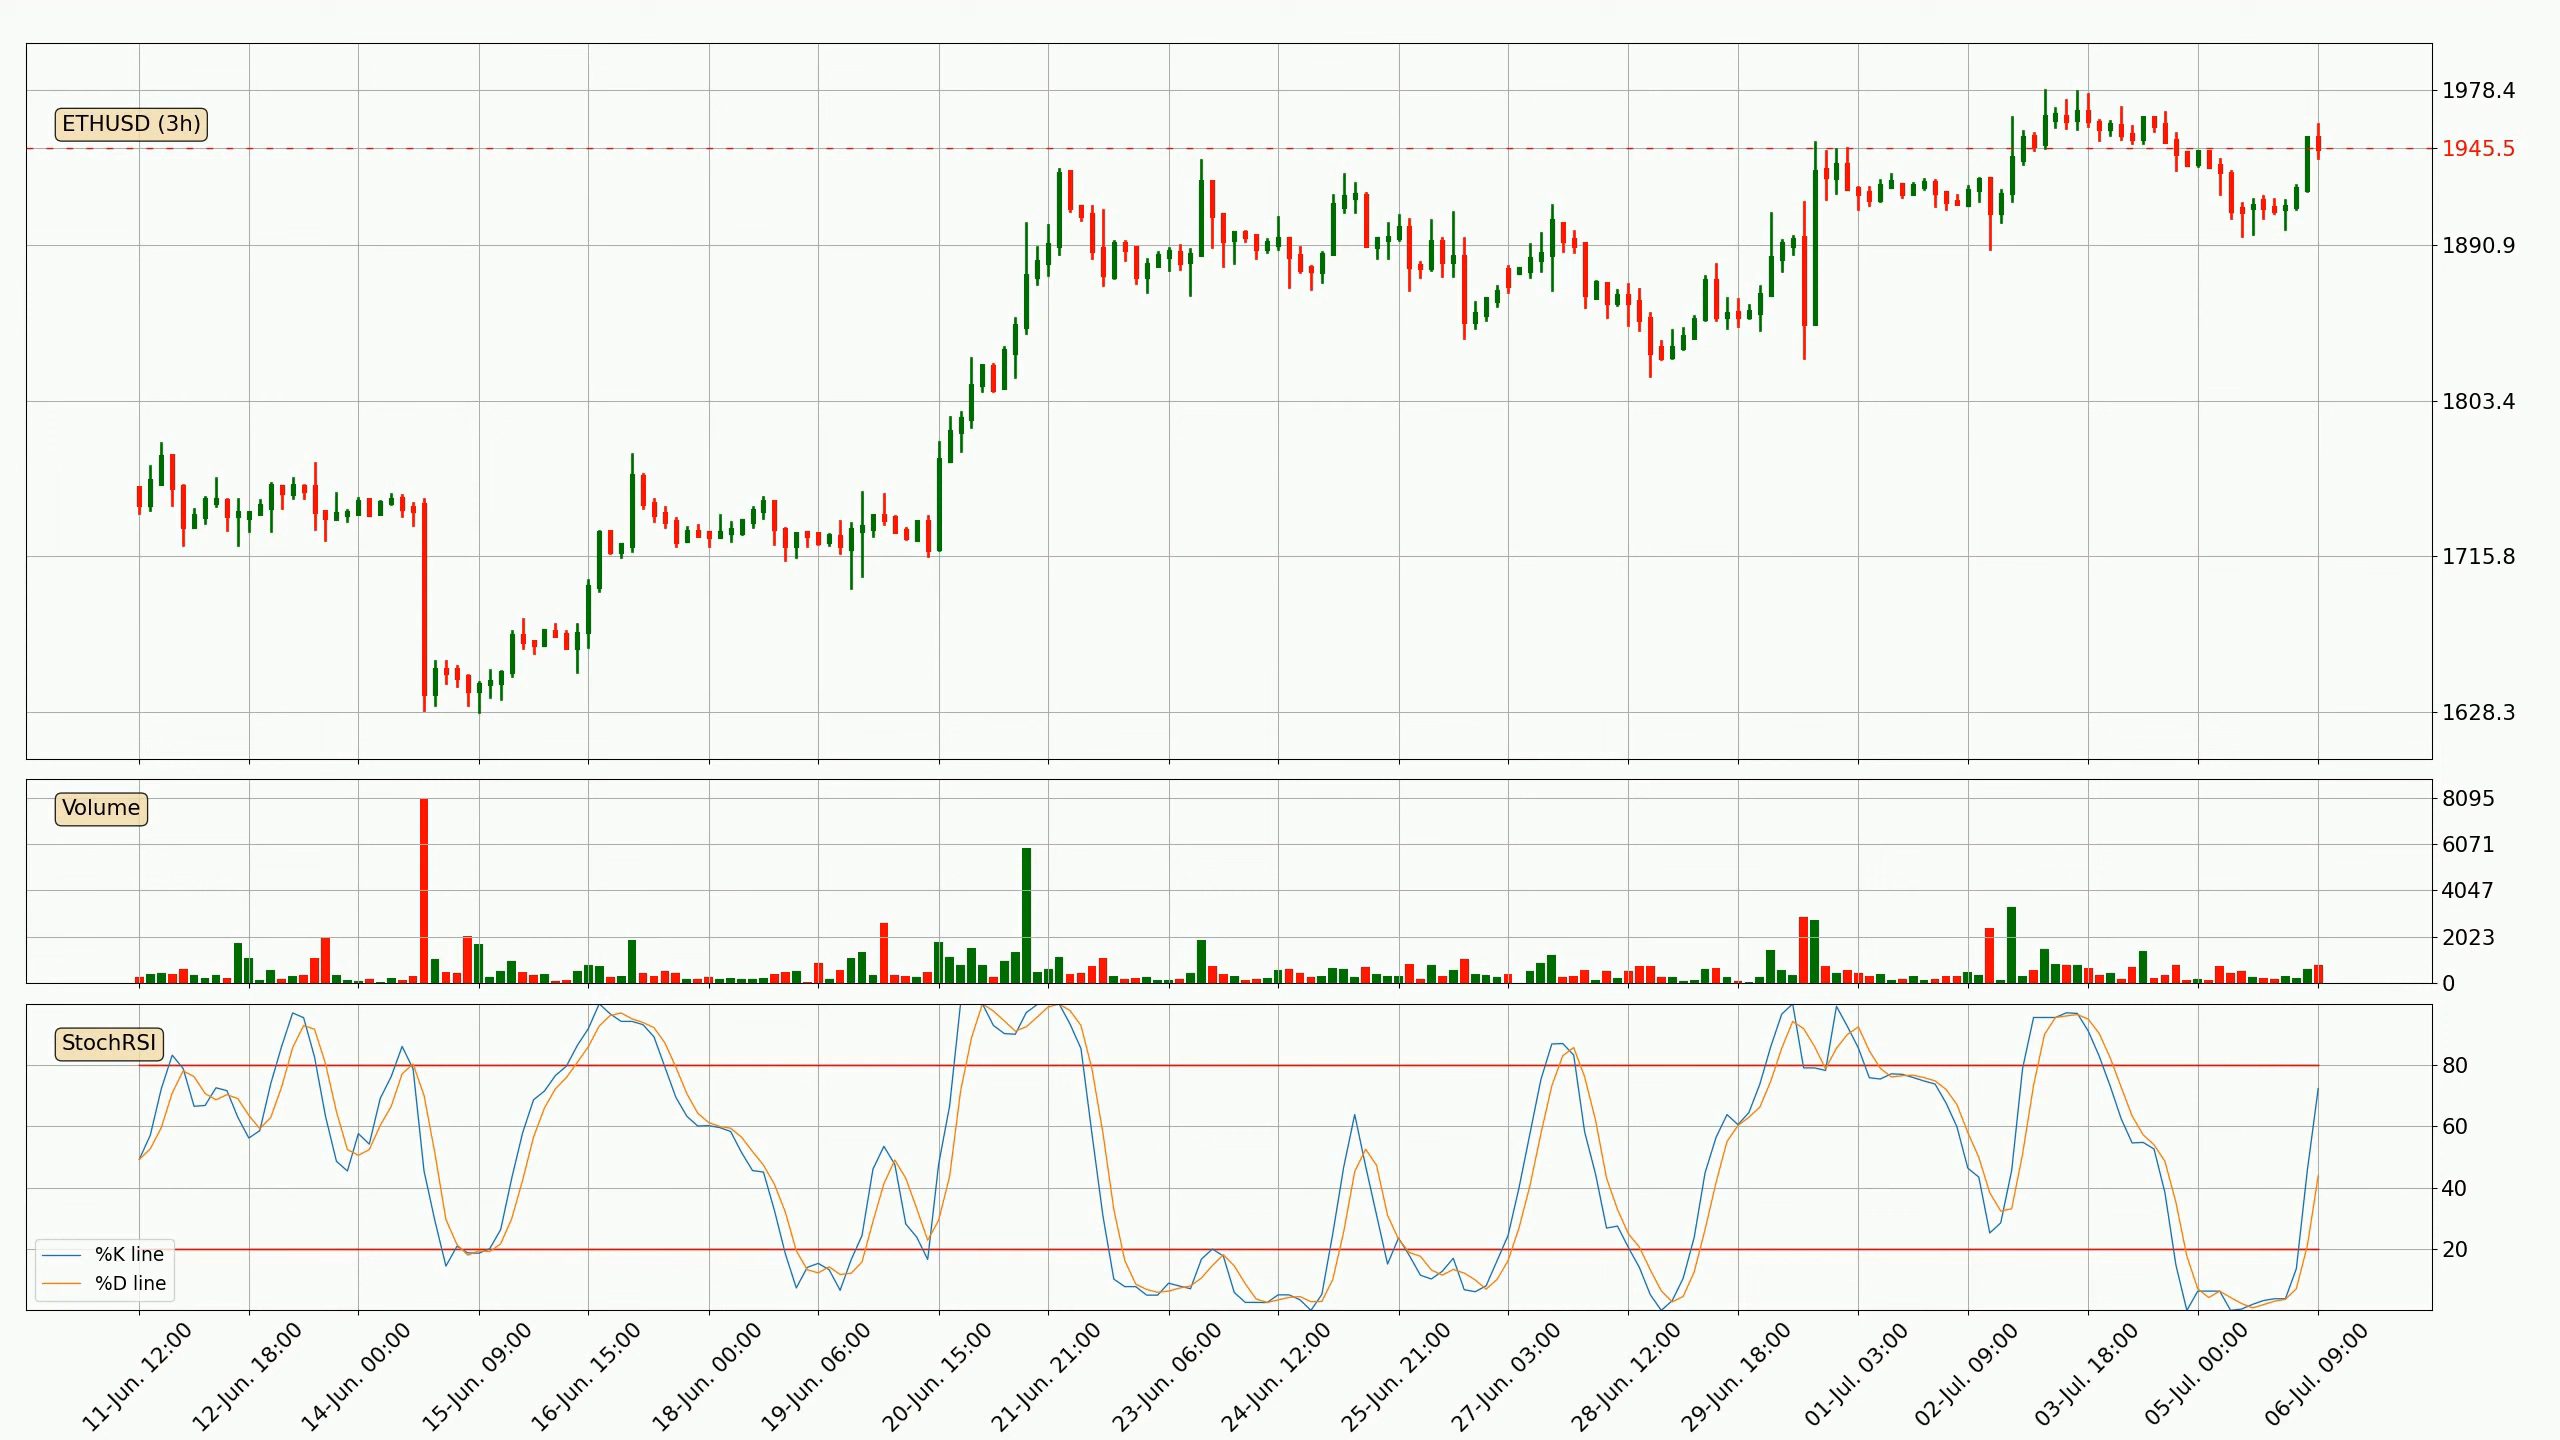 ETHUSD (3h)
1978.4
1945.5
1890.9
1803.4
1715.8
1628.3
Volume
8095
6071
4047
2023
0
StochRSI
80
60
40
20
%K line
%D line
11-Jun. 12:00
12-Jun. 18:00
14-Jun. 00:00
15-Jun. 09:00
16-Jun. 15:00
18-Jun. 00:00
19-Jun. 06:00
20-Jun. 15:00
21-Jun. 21:00
23-Jun. 06:00
24-Jun. 12:00
25-Jun. 21:00
27-Jun. 03:00
28-Jun. 12:00
29-Jun. 18:00
01-Jul. 03:00
02-Jul. 09:00
03-Jul. 18:00
05-Jul. 00:00
06-Jul. 09:00